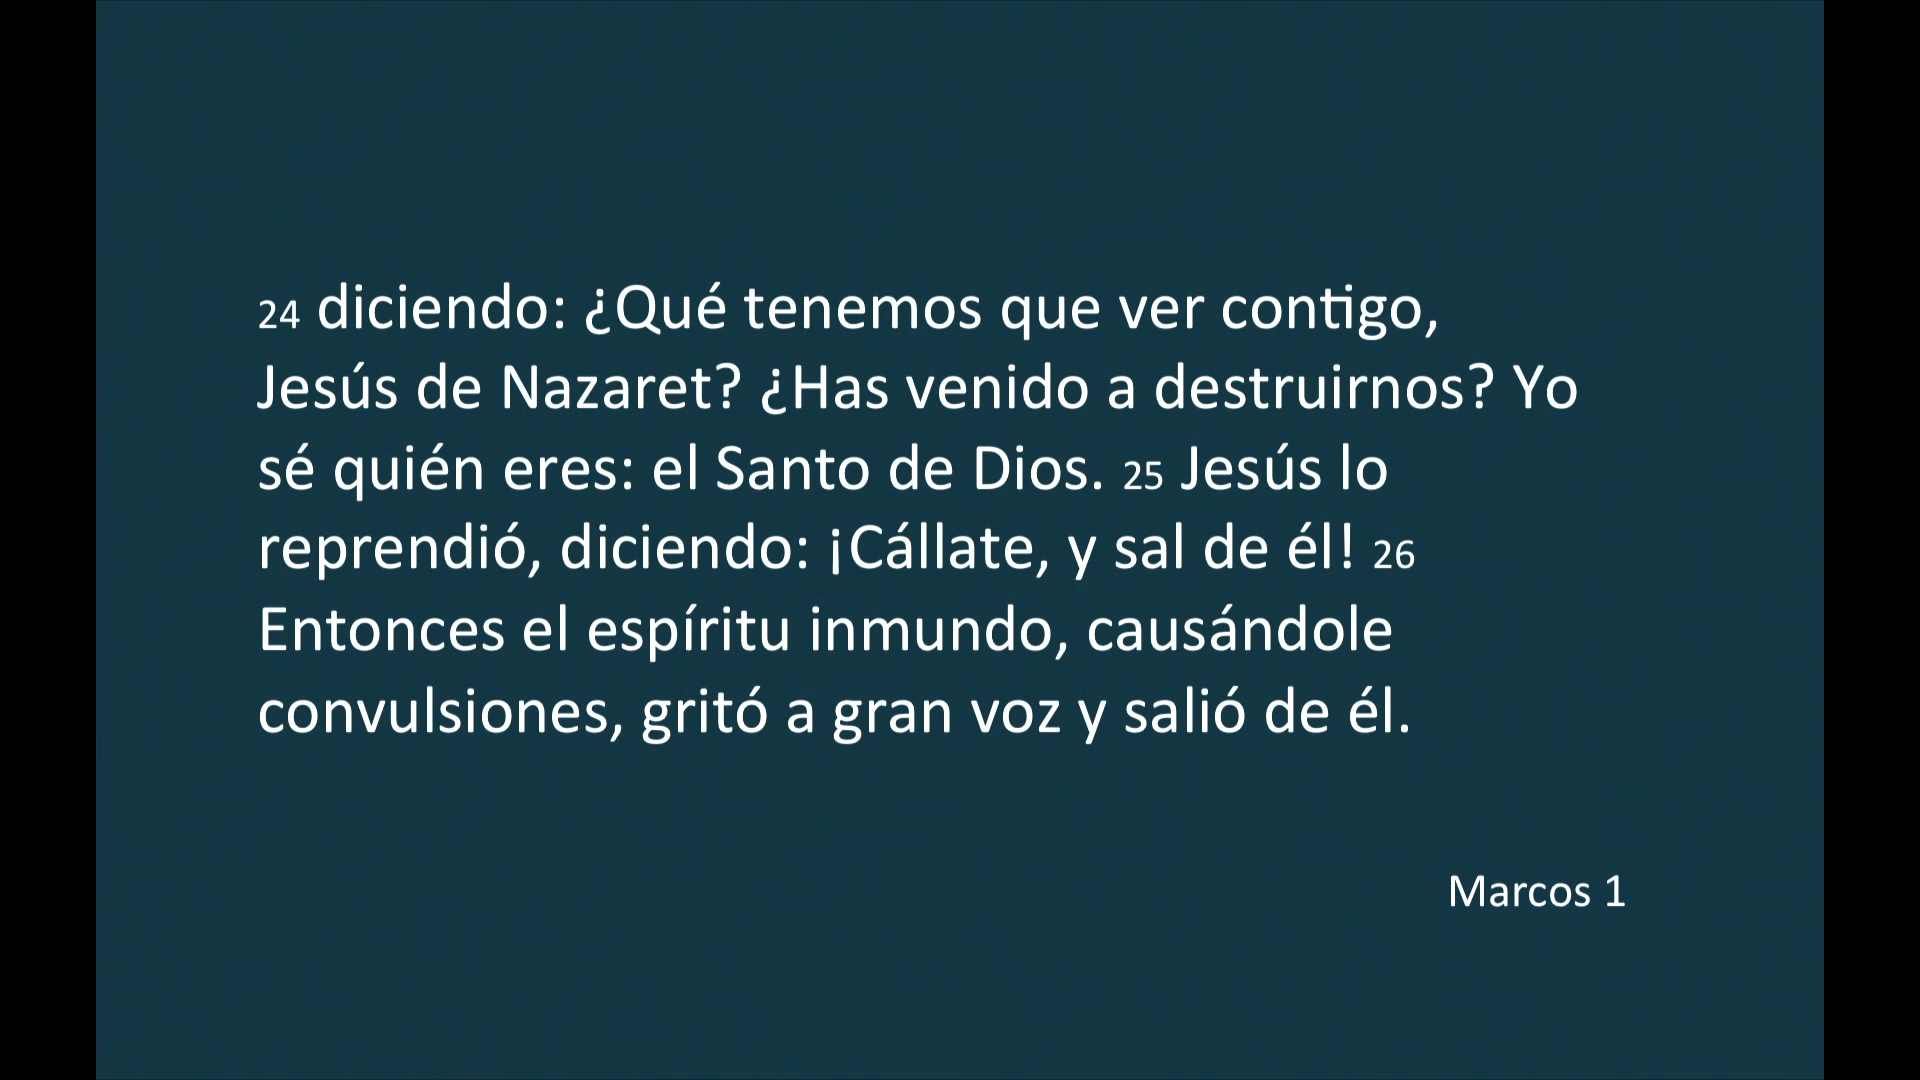 24 diciendo: ¿Qué tenemos que ver contigo,
Jesús de Nazaret? ¿Has venido a destruirnos? Yo
sé quién eres: el Santo de Dios. 25 Jesús lo
reprendió, diciendo: ¡Cállate, y sal de él! 26
Entonces el espíritu inmundo, causándole
convulsiones, gritó a gran voz y salió de él.
Marcos 1